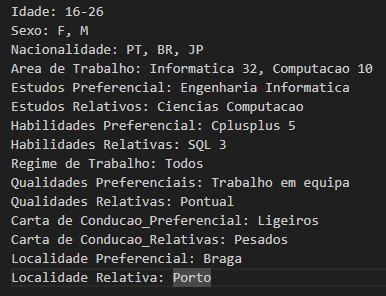 Idade: 16-26
Sexo: F, M
Nacionalidade: PT, BR, JP
Area de Trabalho: Informatica 32, Computacao 10
Estudos Preferencial: Engenharia Informatica
Estudos Relativos: Ciencias Computacao
Habilidades Preferencial: Cplusplus 5
Habilidades Relativas: SQL 3
Regime de Trabalho: Todos
Qualidades Preferenciais: Trabalho em equipa
Qualidades Relativas: Pontual
Carta de Conducao_Preferencial: Ligeiros
Carta de Conducao_Relativas: Pesados
Localidade Preferencial: Braga
Localidade Relativa: Porto